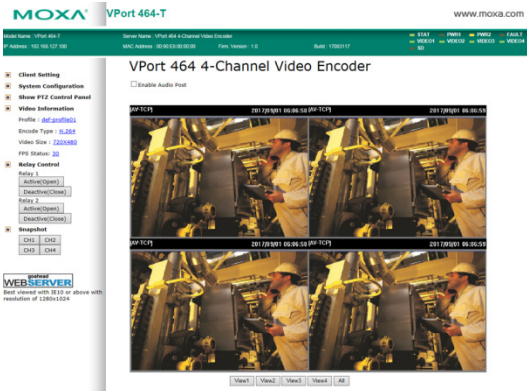 MOXA® VPort 464-T www.moxa.com
Model Name : VPort 464-T Server Name : VPort 464 4-Channel Video Encoder STAT PWR1 PWR2 FAULT
IP Address : 192.168.127.100 MAC Address : 00:90:E8:00:00:00 Firm. Version : 1.0 Build : 17083117 VIDEO1 VIDEO2 VIDEO3 VIDEO4
SD
VPort 464 4-Channel Video Encoder
Enable Audio Post
Client Setting
System Configuration
Show PTZ Control Panel
Video Information
Profile : def-profile01
Encode Type : H.264
Video Size : 720X480
FPS Status: 30
Relay Control
Relay 1
Active(Open)
Deactive(Close)
Relay 2
Active(Open)
Deactive(Close)
Snapshot
CH1 CH2
CH3 CH4
goahead
WEBSERVER
Best viewed with IE10 or above with
resolution of 1280x1024
(AV-TCP) 2017/09/01 06:06:58 (AV-TCP) 2017/09/01 06:06:59
(AV-TCP) 2017/09/01 06:06:58 (AV-TCP) 2017/09/01 06:06:59
View1 View2 View3 View4 All